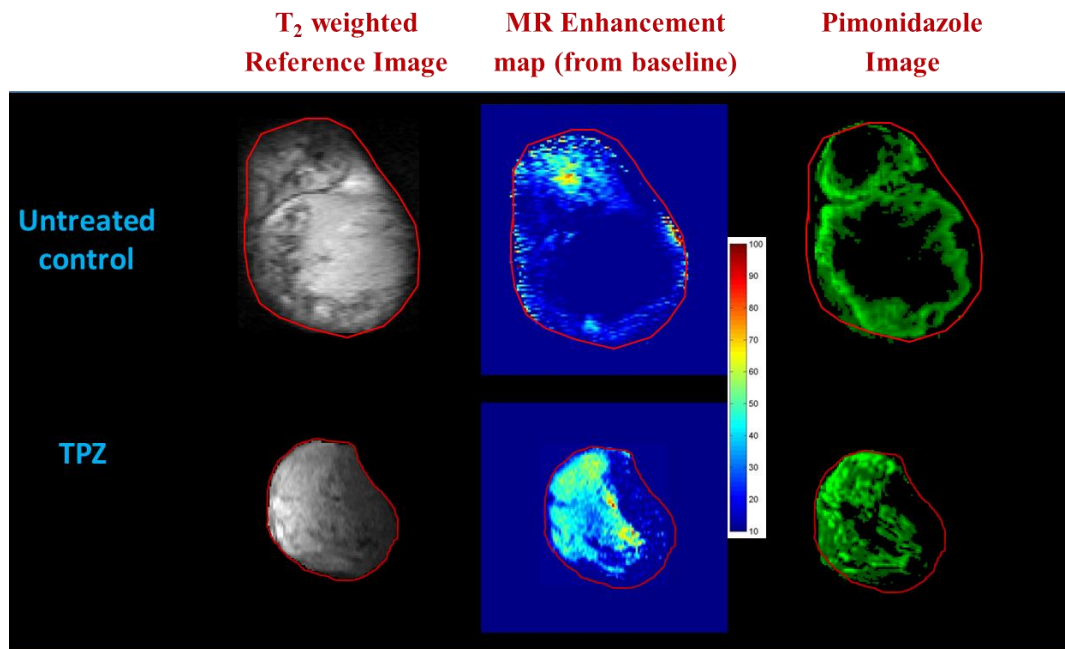 T₂ weighted
Reference Image
MR Enhancement
map (from baseline)
Pimonidazole
Image
Untreated
control
100
90
80
70
60
50
40
30
20
10
TPZ